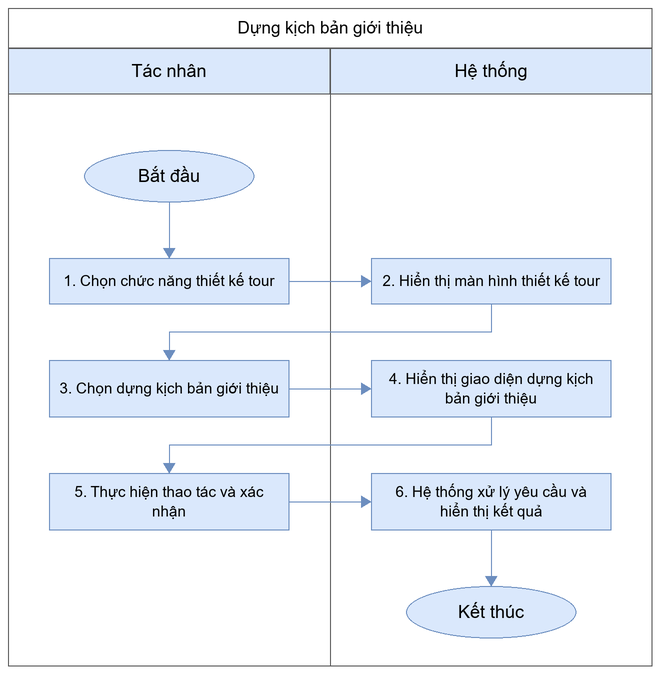 Dựng kịch bản giới thiệu
Tác nhân
Hệ thống
Bắt đầu
1. Chọn chức năng thiết kế tour
2. Hiển thị màn hình thiết kế tour
3. Chọn dựng kịch bản giới thiệu
4. Hiển thị giao diện dựng kịch
bản giới thiệu
5. Thực hiện thao tác và xác
nhận
6. Hệ thống xử lý yêu cầu và
hiển thị kết quả
Kết thúc